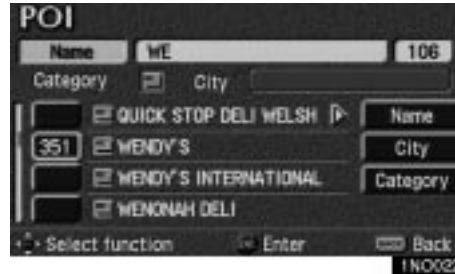 POI
Name WE 106
Category City
QUICK STOP DELI WELSH Name
351 WENDY'S City
WENDY'S INTERNATIONAL Category
WENONAH DELI
Select function Enter Back
1NO02